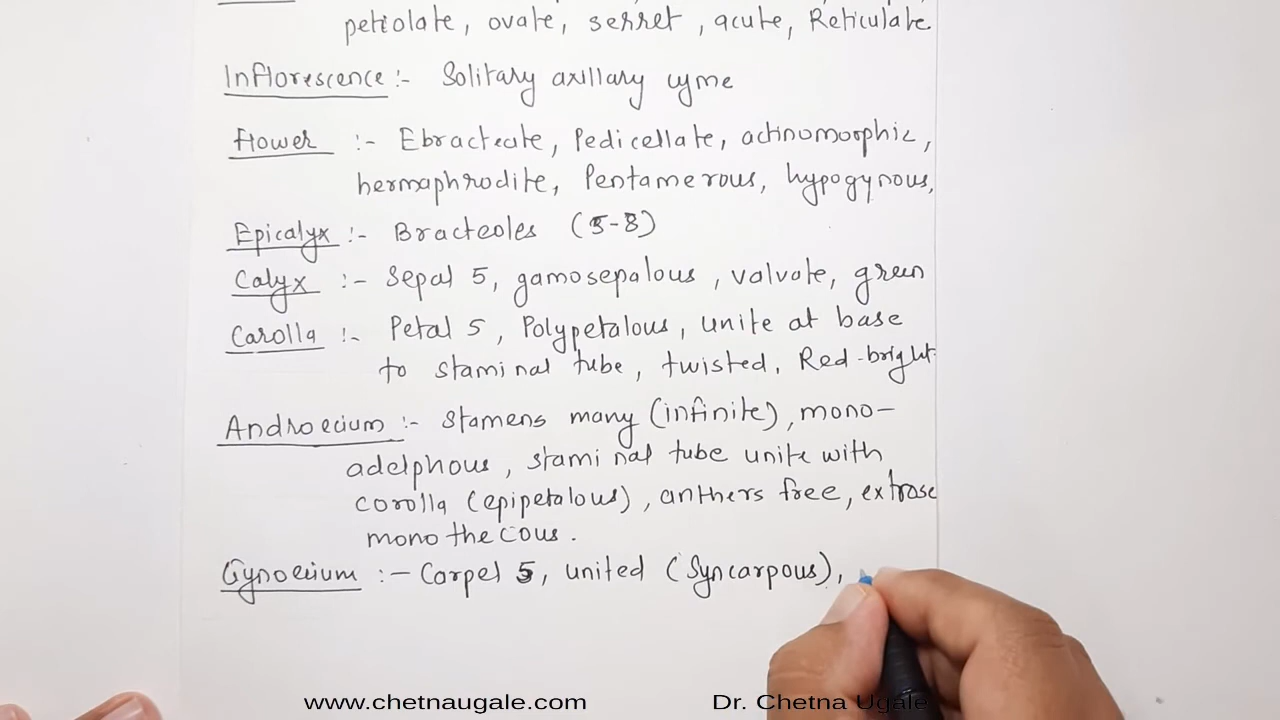 petiolate, ovate, serret, acute, Reticulate
Inflorescence :- Solitary axillary cyme
flower :- Ebracteate, Pedicellate, actinomorphic,
hermaphrodite, Pentamerous, hypogynous,
Epicalyx :- Bracteoles (5-8)
Calyx :- Sepal 5, gamosepalous, valvate, green
Carolla :- Petal 5, Polypetalous, unite at base
to staminal tube, twisted. Red-bright.
Androecium :- Stamens many (infinite), mono-
adelphous, staminal tube unite with
corolla (epipetalous), anthers free, extrose
monothecous.
Gynoecium :- Carpel 5, united (Syncarpous),
www.chetnaugale.com Dr. Chetna Ugale